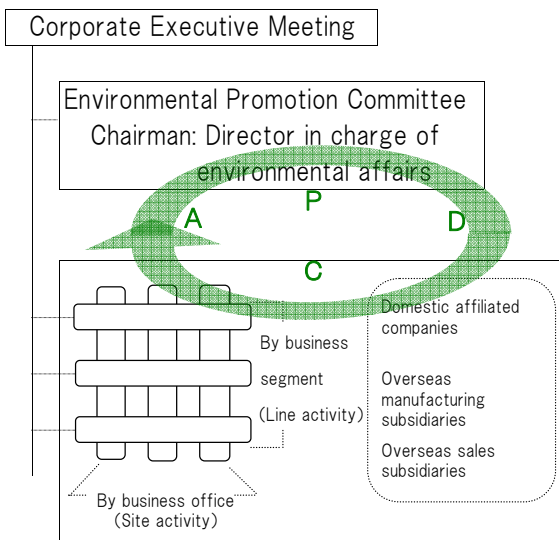 Corporate Executive Meeting
Environmental Promotion Committee
Chairman: Director in charge of
environmental affairs
P
A
D
C
Domestic affiliated
companies
By business
segment
(Line activity)
Overseas
manufacturing
subsidiaries
Overseas sales
subsidiaries
By business office
(Site activity)